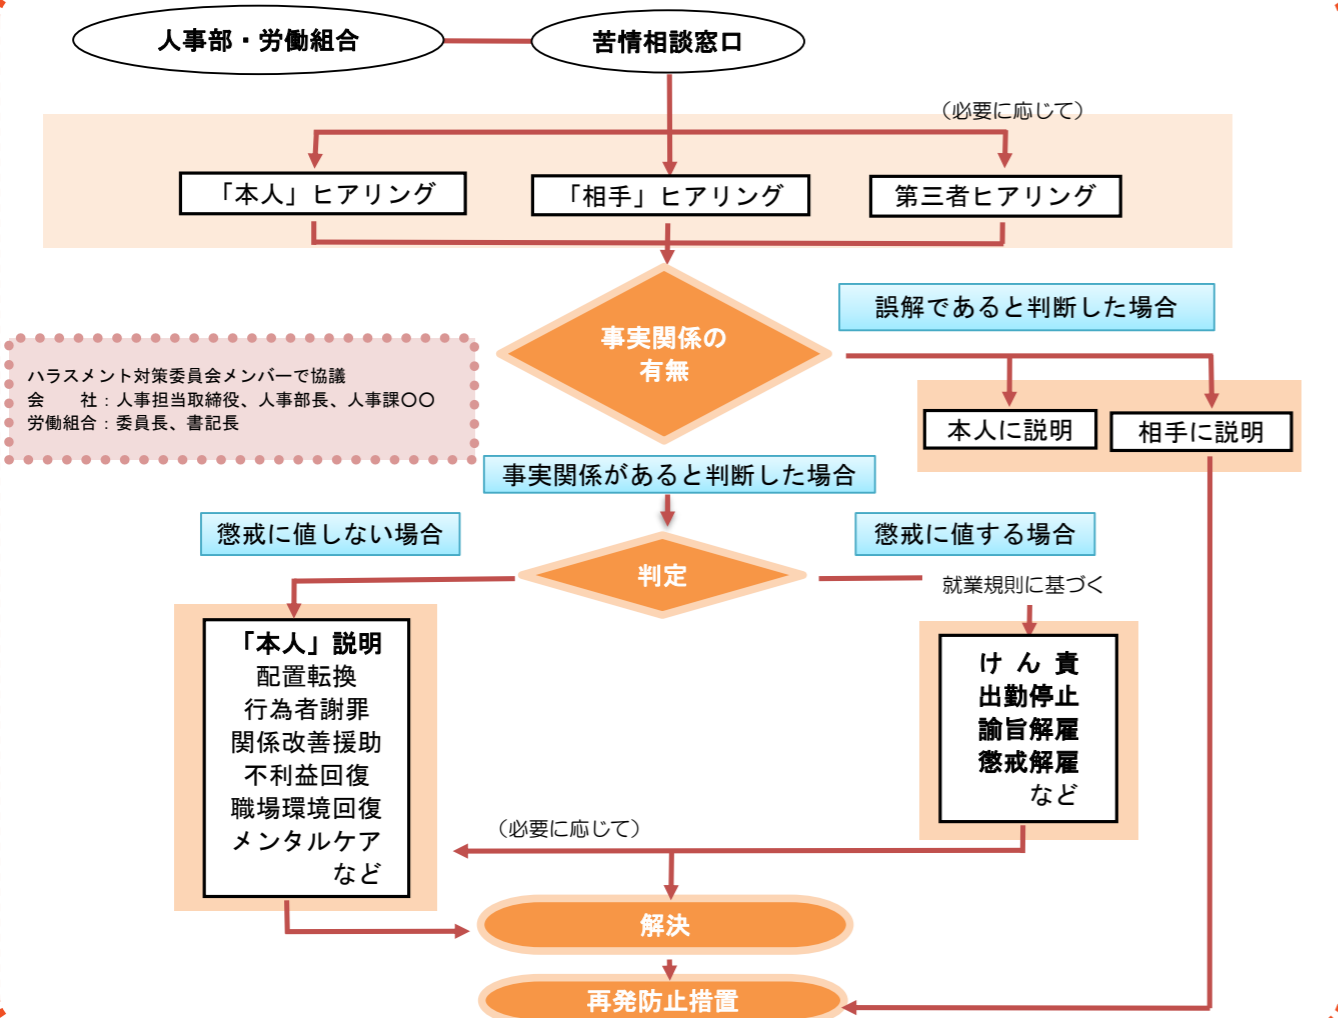 人事部・労働組合
苦情相談窓口
（必要に応じて）
「本人」ヒアリング
「相手」ヒアリング
第三者ヒアリング
誤解であると判断した場合
事実関係の
有無
ハラスメント対策委員会メンバーで協議
会　　社：人事担当取締役、人事部長、人事課〇〇
労働組合：委員長、書記長
本人に説明
相手に説明
事実関係があると判断した場合
懲戒に値しない場合
懲戒に値する場合
判定
就業規則に基づく
「本人」説明
配置転換
行為者謝罪
関係改善援助
不利益回復
職場環境回復
メンタルケア
など
け ん 責
出勤停止
諭旨解雇
懲戒解雇
など
（必要に応じて）
解決
再発防止措置